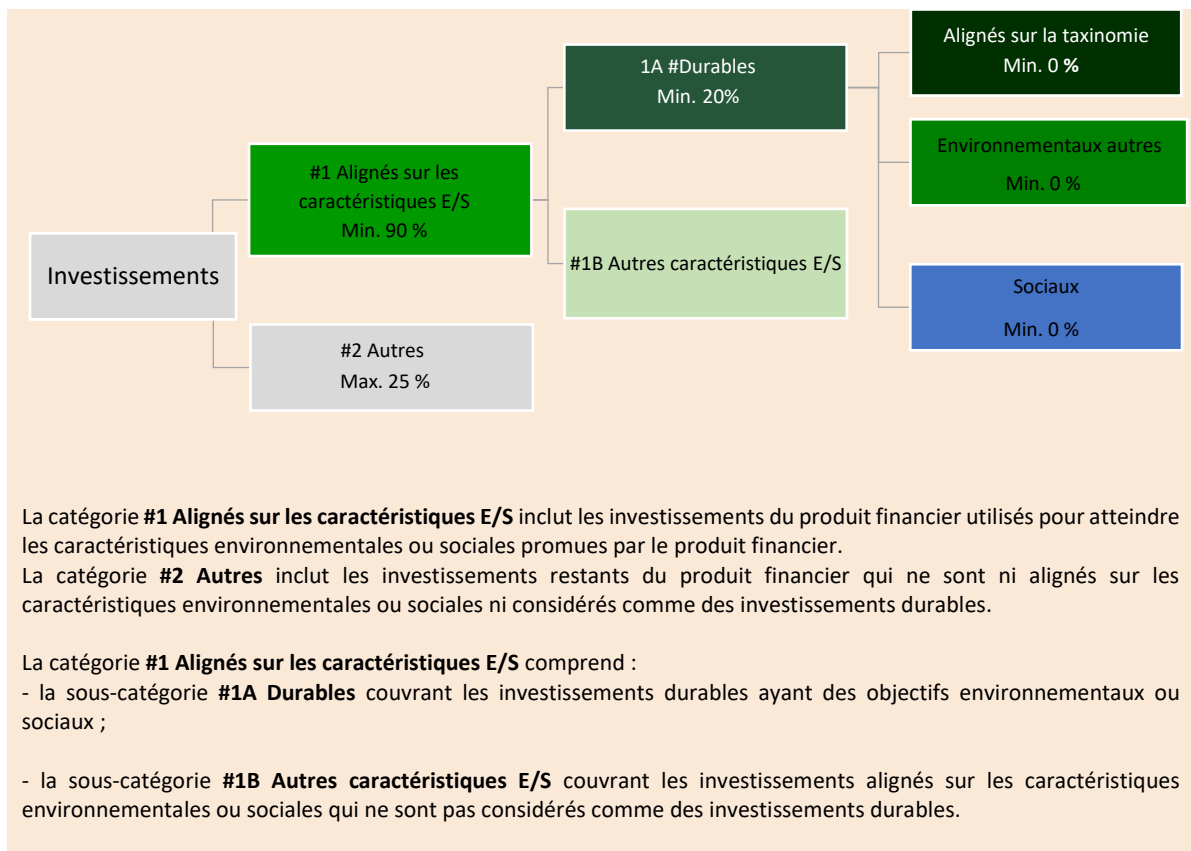 Alignés sur la taxinomie
Min. 0 %
1A #Durables
Min. 20%
Environnementaux autres
Min. 0 %
#1 Alignés sur les
caractéristiques E/S
Min. 90 %
#1B Autres caractéristiques E/S
Investissements
Sociaux
Min. 0 %
#2 Autres
Max. 25 %
La catégorie #1 Alignés sur les caractéristiques E/S inclut les investissements du produit financier utilisés pour atteindre
les caractéristiques environnementales ou sociales promues par le produit financier.
La catégorie #2 Autres inclut les investissements restants du produit financier qui ne sont ni alignés sur les
caractéristiques environnementales ou sociales ni considérés comme des investissements durables.
La catégorie #1 Alignés sur les caractéristiques E/S comprend :
- la sous-catégorie #1A Durables couvrant les investissements durables ayant des objectifs environnementaux ou
sociaux ;
- la sous-catégorie #1B Autres caractéristiques E/S couvrant les investissements alignés sur les caractéristiques
environnementales ou sociales qui ne sont pas considérés comme des investissements durables.